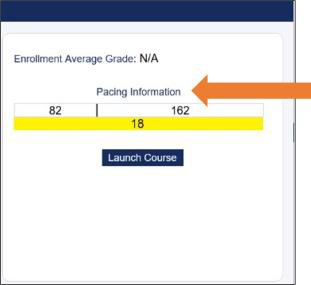 Enrollment Average Grade: N/A
Pacing Information
82 162
18
Launch Course